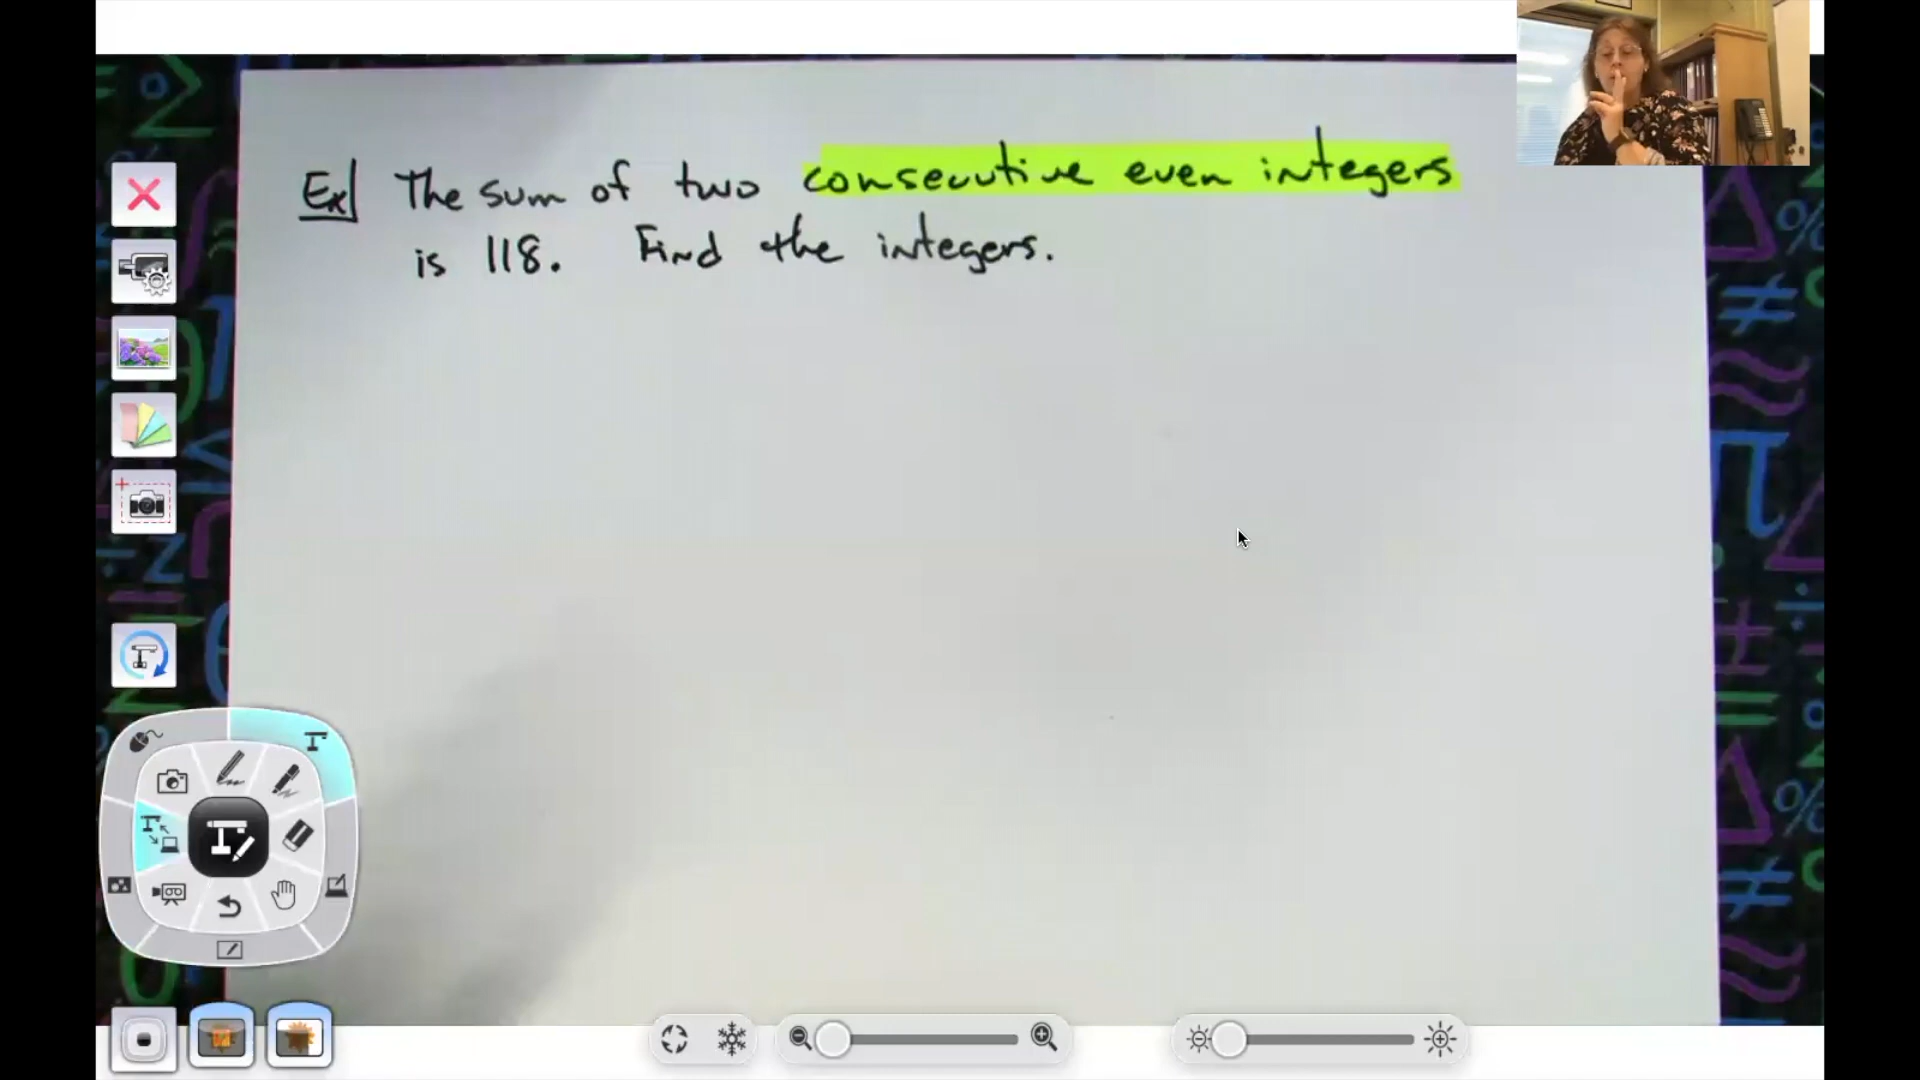 Ex| The sum of two consecutive even integers
is 118. Find the integers.